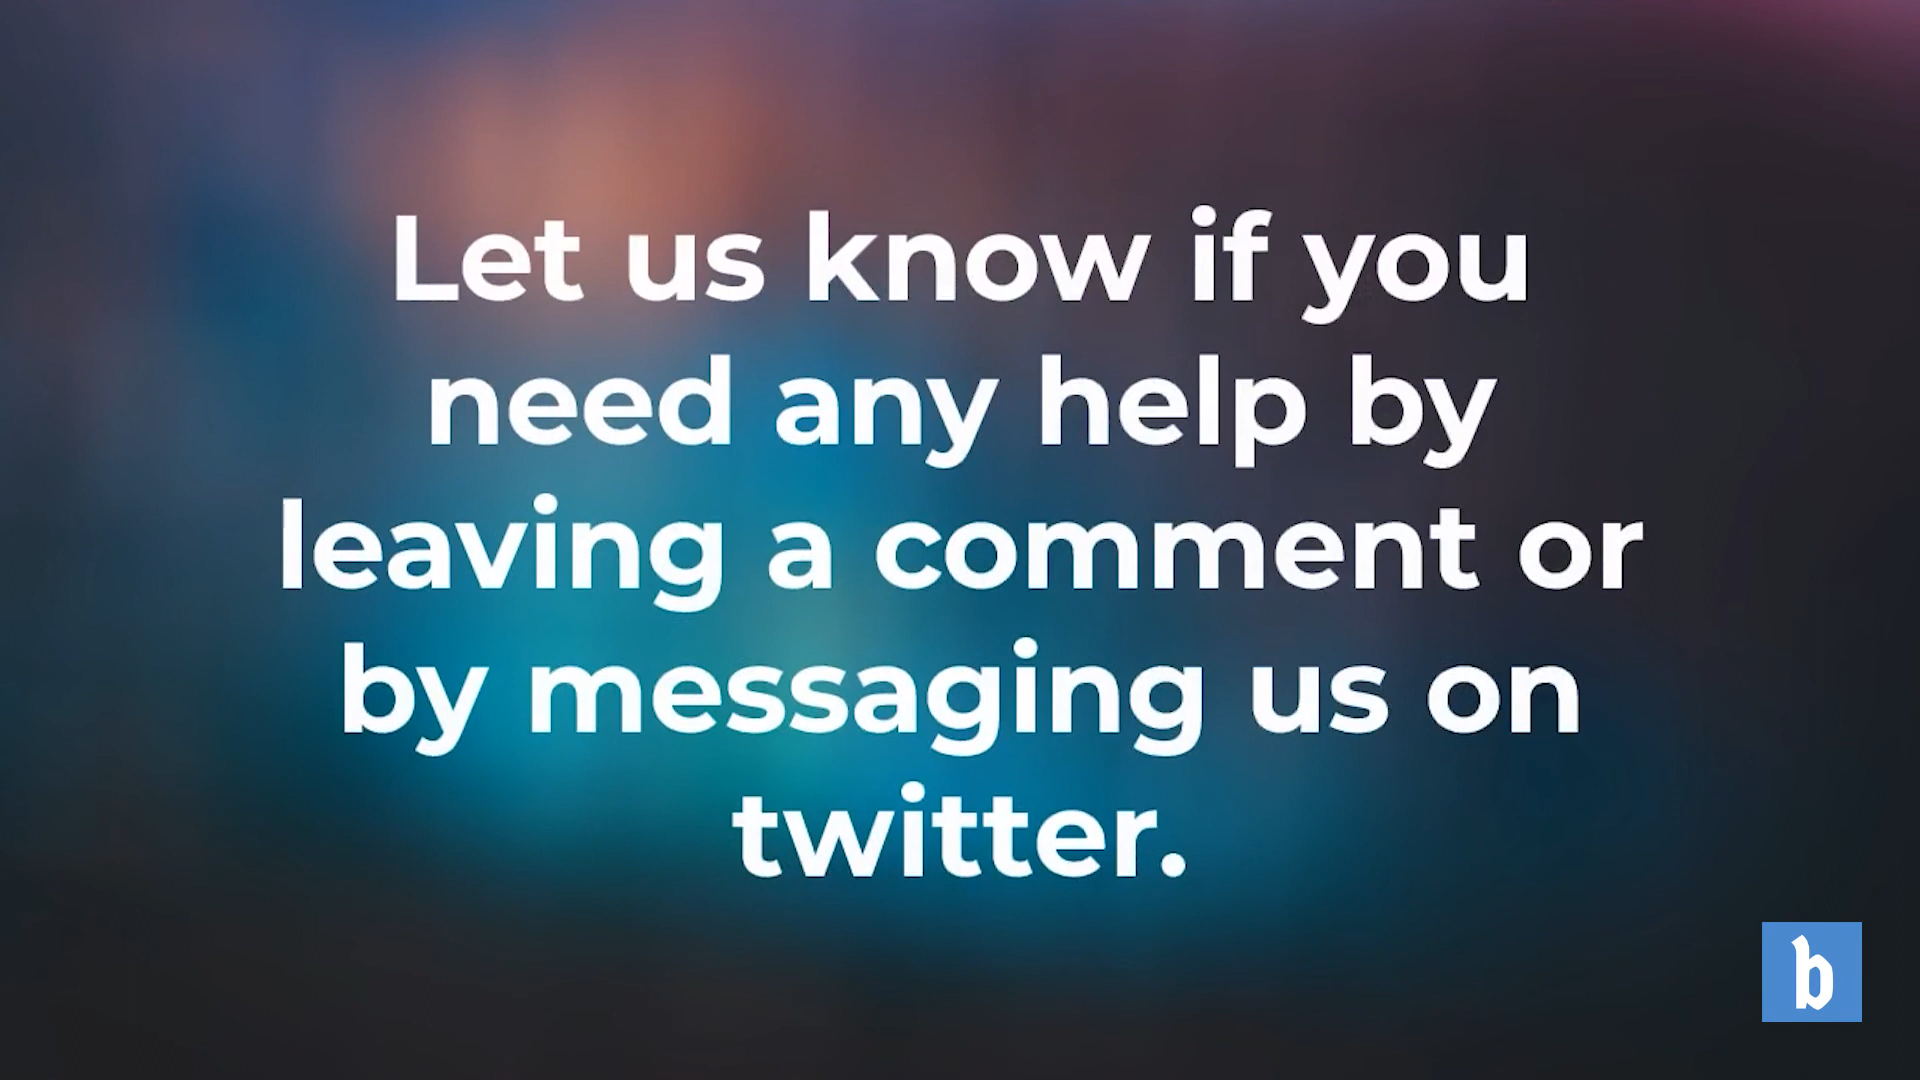 Let us know if you
need any help by
leaving a comment or
by messaging us on
twitter.
b